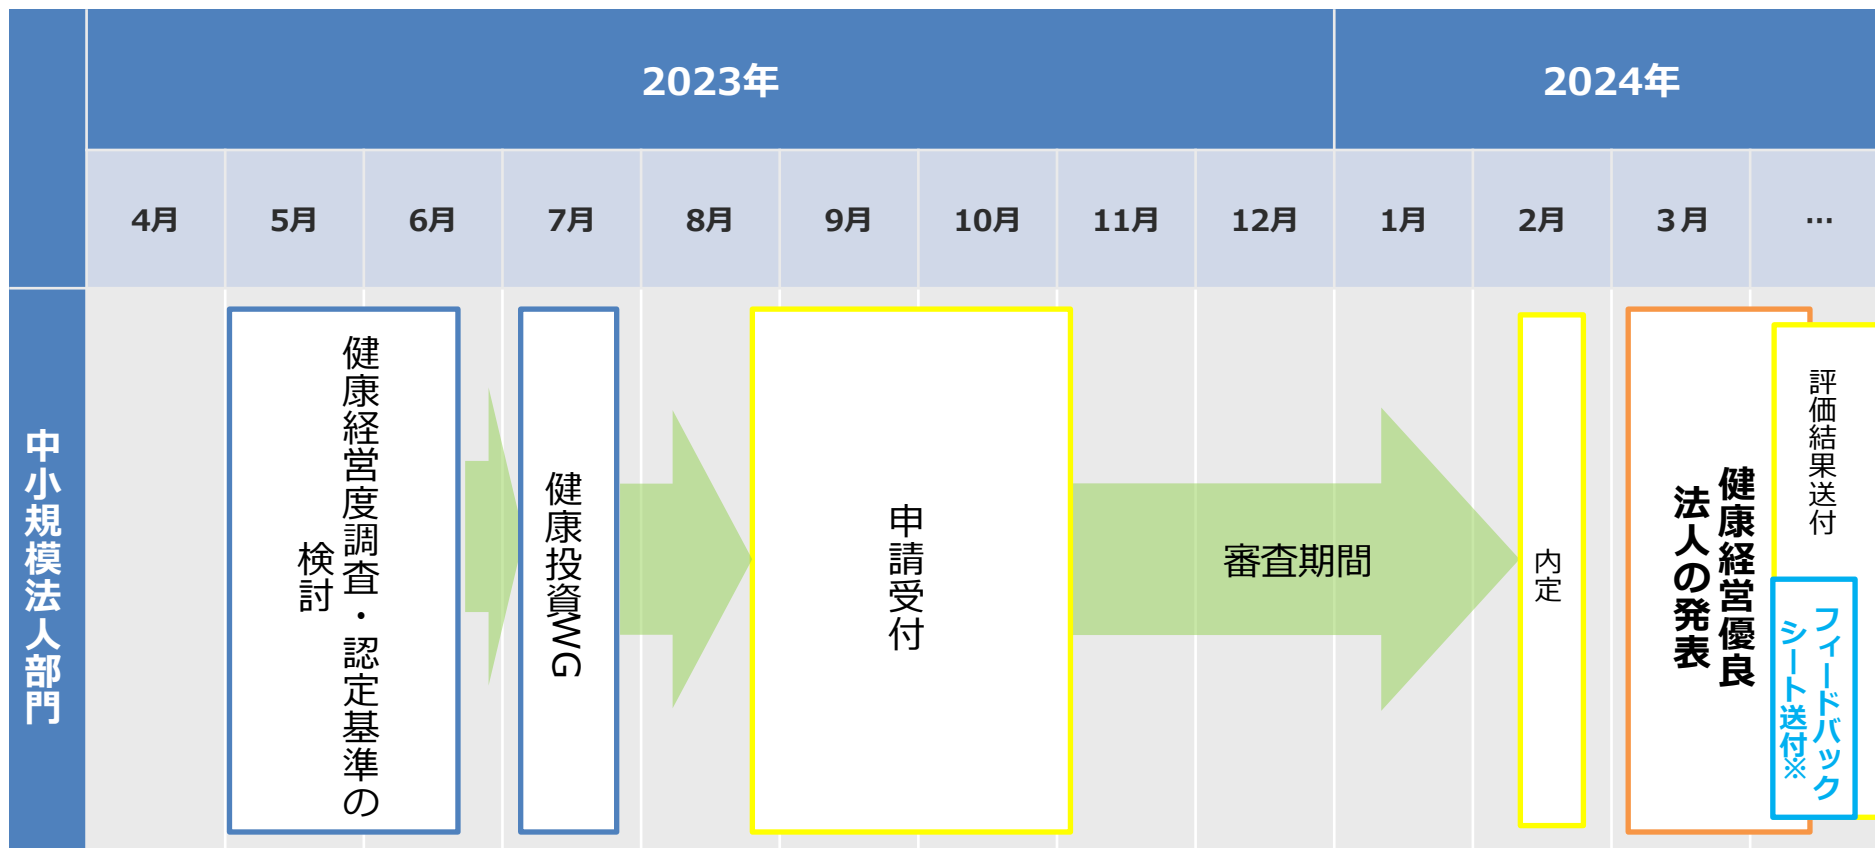 2023年
2024年
4月
5月
6月
7月
8月
9月
10月
11月
12月
1月
2月
3月
…
中小規模法人部門
健康経営度調査・認定基準の
検討
健康投資WG
申請受付
審査期間
内定
健康経営優良
法人の発表
評価結果送付
フィードバック
シート送付※